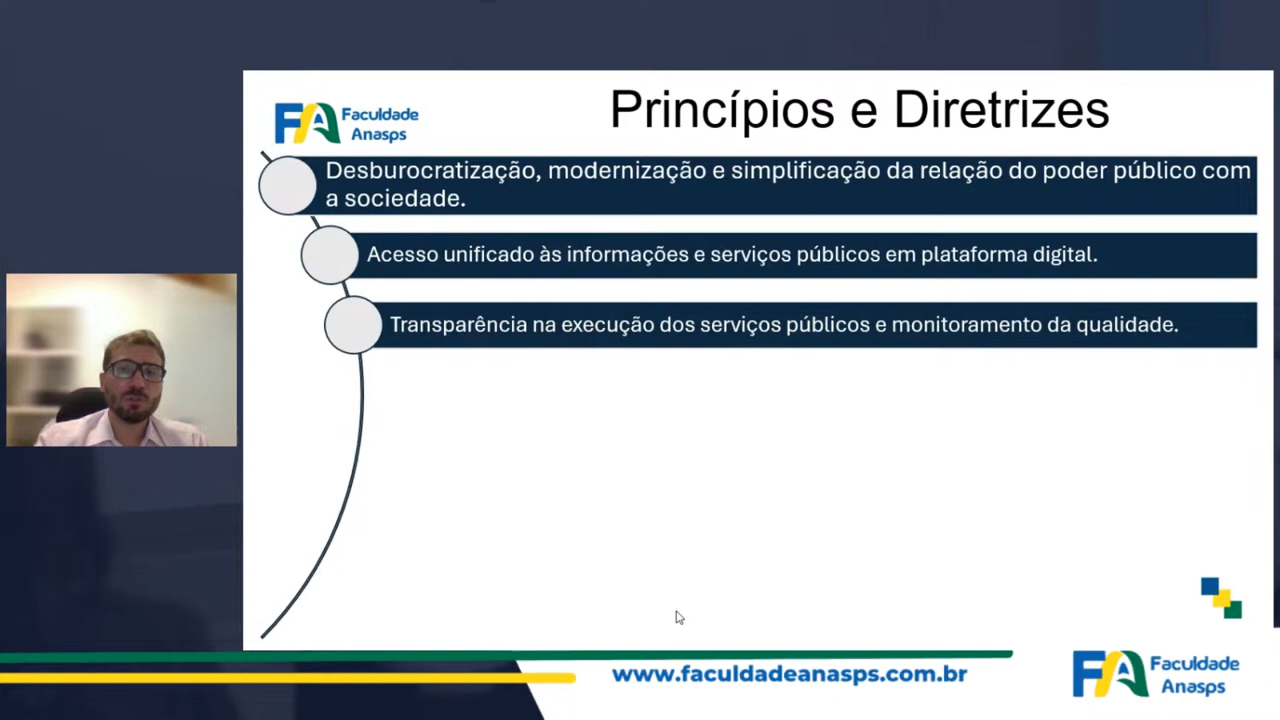 Faculdade
Anasps
Princípios e Diretrizes
Desburocratização, modernização e simplificação da relação do poder público com
a sociedade.
Acesso unificado às informações e serviços públicos em plataforma digital.
Transparência na execução dos serviços públicos e monitoramento da qualidade.
www.faculdadeanasps.com.br
FA Faculdade
Anasps